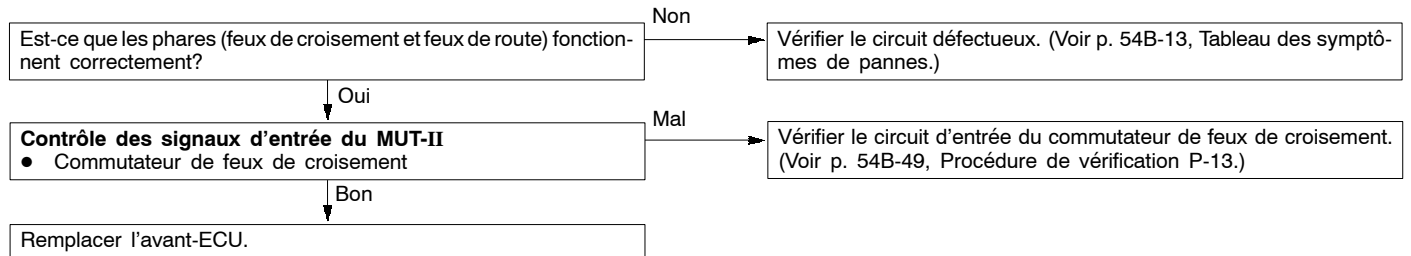 Non
Est-ce que les phares (feux de croisement et feux de route) fonction-
nent correctement?
Vérifier le circuit défectueux. (Voir p. 54B-13, Tableau des symptô-
mes de pannes.)
Oui
Mal
Contrôle des signaux d'entrée du MUT-II
● Commutateur de feux de croisement
Vérifier le circuit d'entrée du commutateur de feux de croisement.
(Voir p. 54B-49, Procédure de vérification P-13.)
Bon
Remplacer l'avant-ECU.